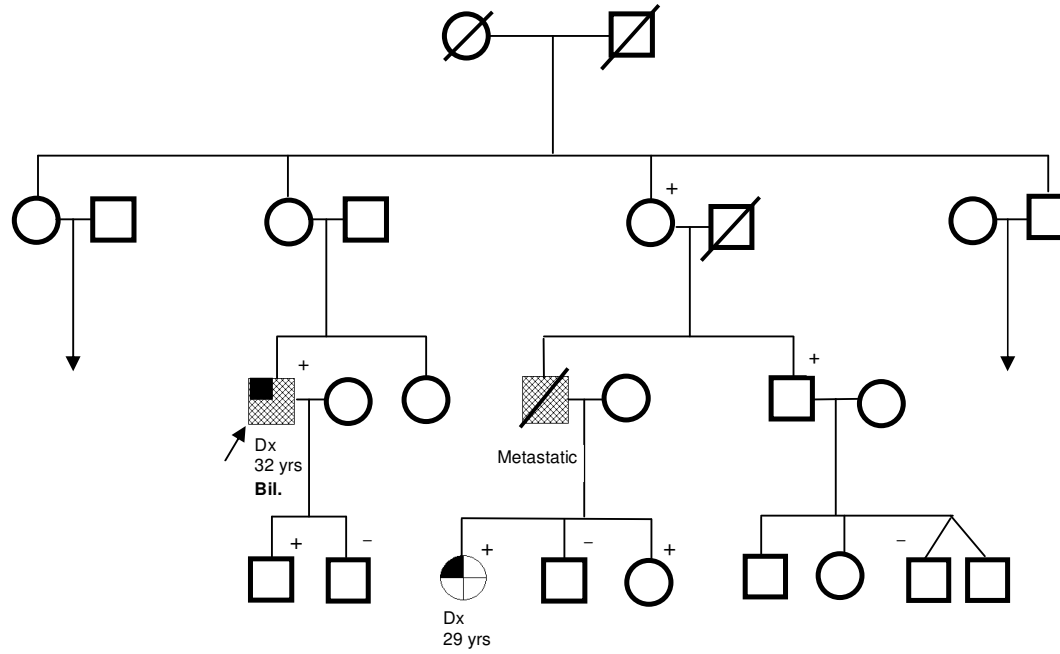 +
+
+
Dx
32 yrs
Bil.
Metastatic
+
–
+
–
+
–
Dx
29 yrs